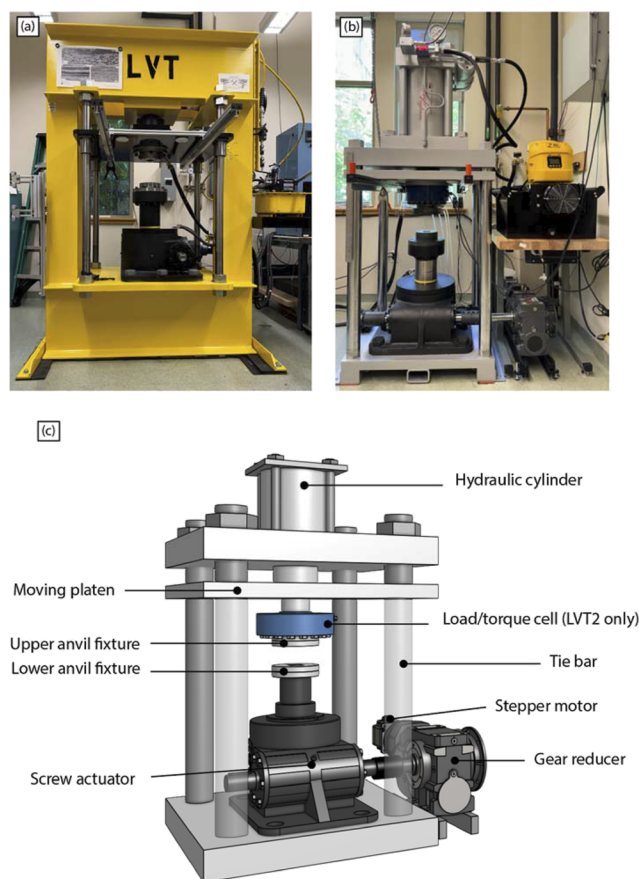 (a)
LVT
(b)
(c)
Hydraulic cylinder
Moving platen
Load/torque cell (LVT2 only)
Upper anvil fixture
Lower anvil fixture
Tie bar
Stepper motor
Gear reducer
Screw actuator